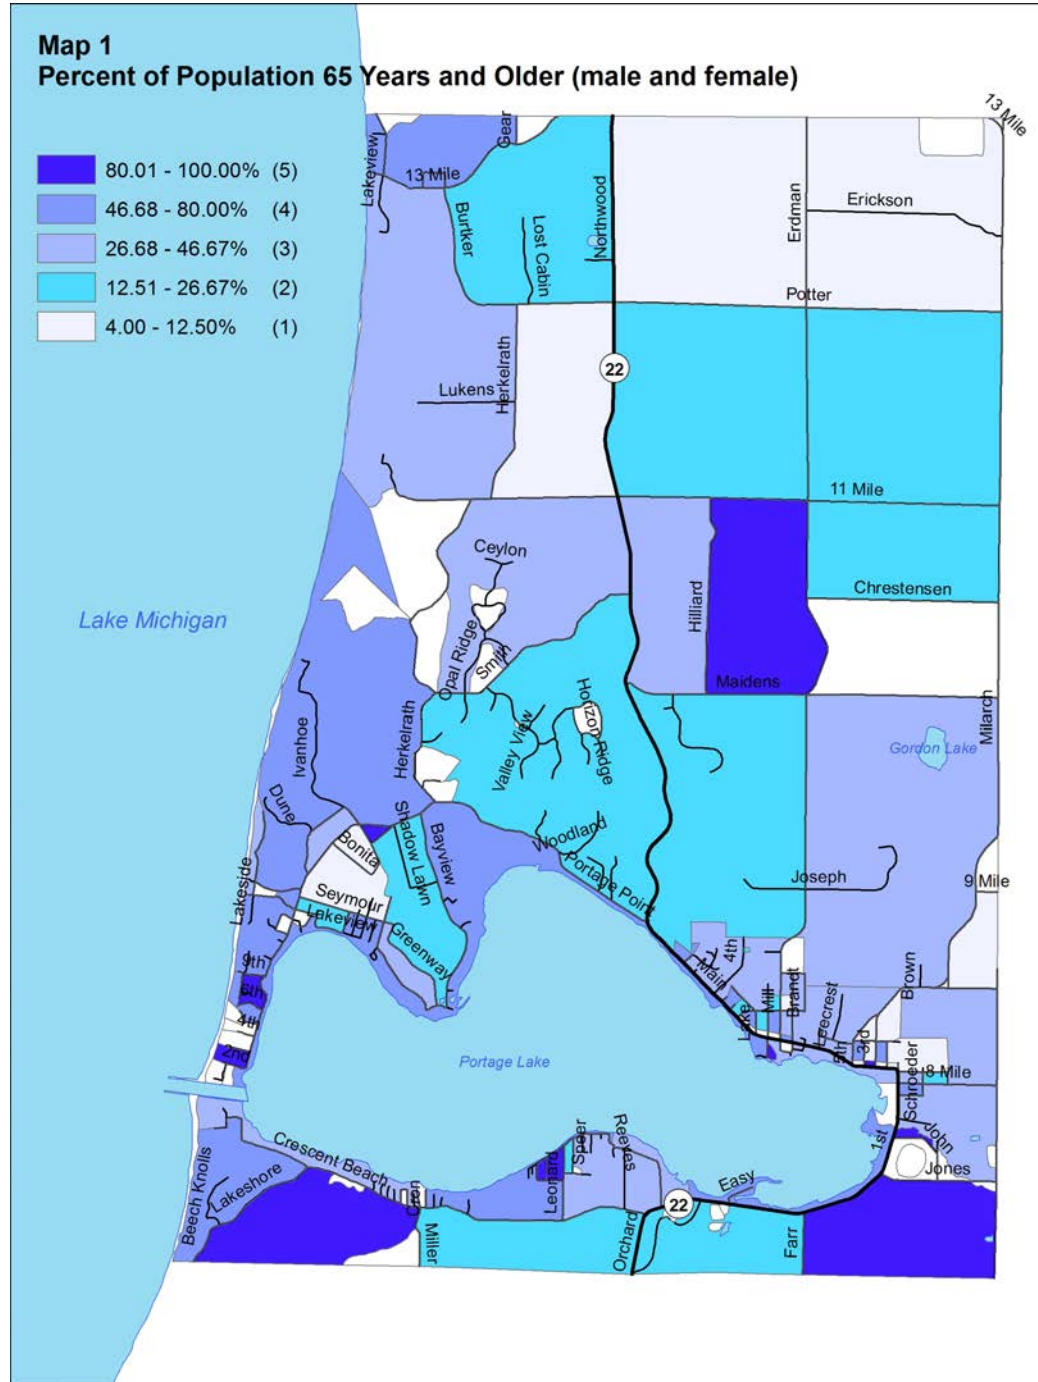 Map 1
Percent of Population 65 Years and Older (male and female)
80.01 - 100.00% (5)
46.68 - 80.00% (4)
26.68 - 46.67% (3)
12.51 - 26.67% (2)
4.00 - 12.50% (1)
13 Mile
Gear
Lakeview
13 Mile
Burtker
Lost Cabin
Northwood
Erdman
Erickson
Potter
22
Herkelrath
Lukens
11 Mile
Ceylon
Chrestensen
Hilliard
Lake Michigan
Opal Ridge
Smith
Maidens
Horizon Ridge
Milarch
Gordon Lake
Ivanhoe
Herkelrath
Valley View
Dune
Shadow Lawn
Bayview
Woodland
Bonita
Portage Point
Joseph
9 Mile
Lakeside
Seymour
Lakeview
Greenway
4th
Main
9th
6th
4th
2nd
Lake
Mill
Brandt
Leecrest
Brown
5th
3rd
Portage Lake
8 Mile
Schroeder
John
1st
Jones
Crescent Beach
Reeves
Speer
Beech Knolls
Lakeshore
Cron
Leonard
Easy
22
Miller
Orchard
Farr